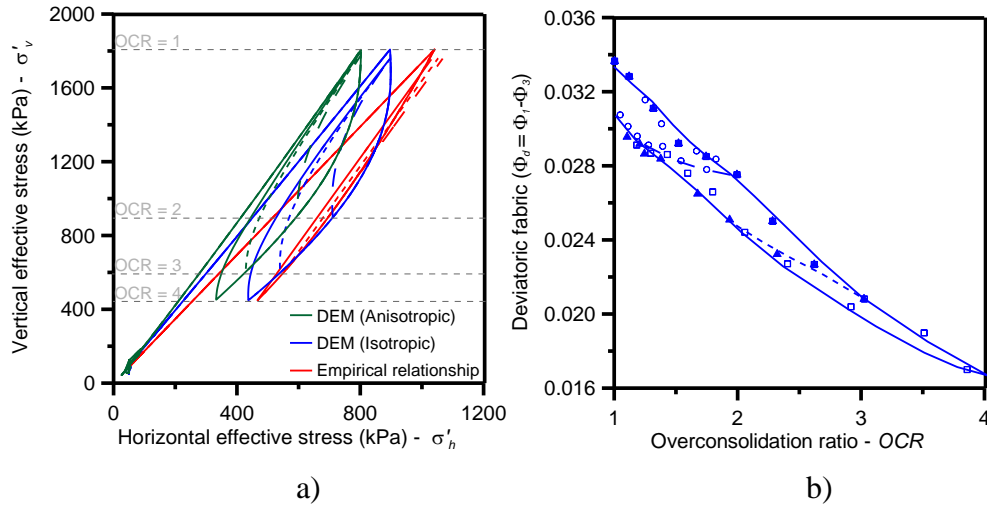 2000
1600
1200
800
400
0
Vertical effective stress (kPa) - σ'v
OCR = 1
OCR = 2
OCR = 3
OCR = 4
DEM (Anisotropic)
DEM (Isotropic)
Empirical relationship
0 400 800 1200
Horizontal effective stress (kPa) - σ'h
a)
0.036
0.032
0.028
0.024
0.020
0.016
Deviatoric fabric (Φd = Φ1-Φ3)
1 2 3 4
Overconsolidation ratio - OCR
b)